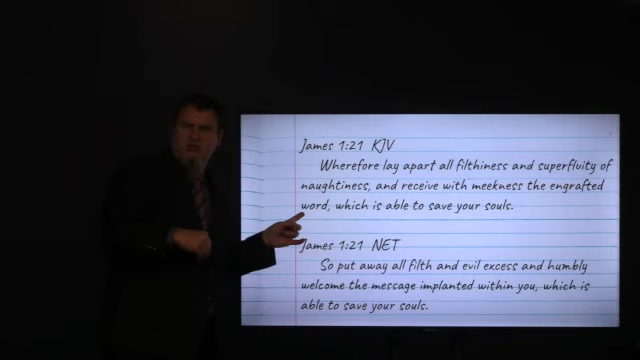 James 1:21 KJV
Wherefore lay apart all filthiness and superfluity of
naughtiness, and receive with meekness the engrafted
word, which is able to save your souls.
James 1:21 NET
So put away all filth and evil excess and humbly
welcome the message implanted within you, which is
able to save your souls.